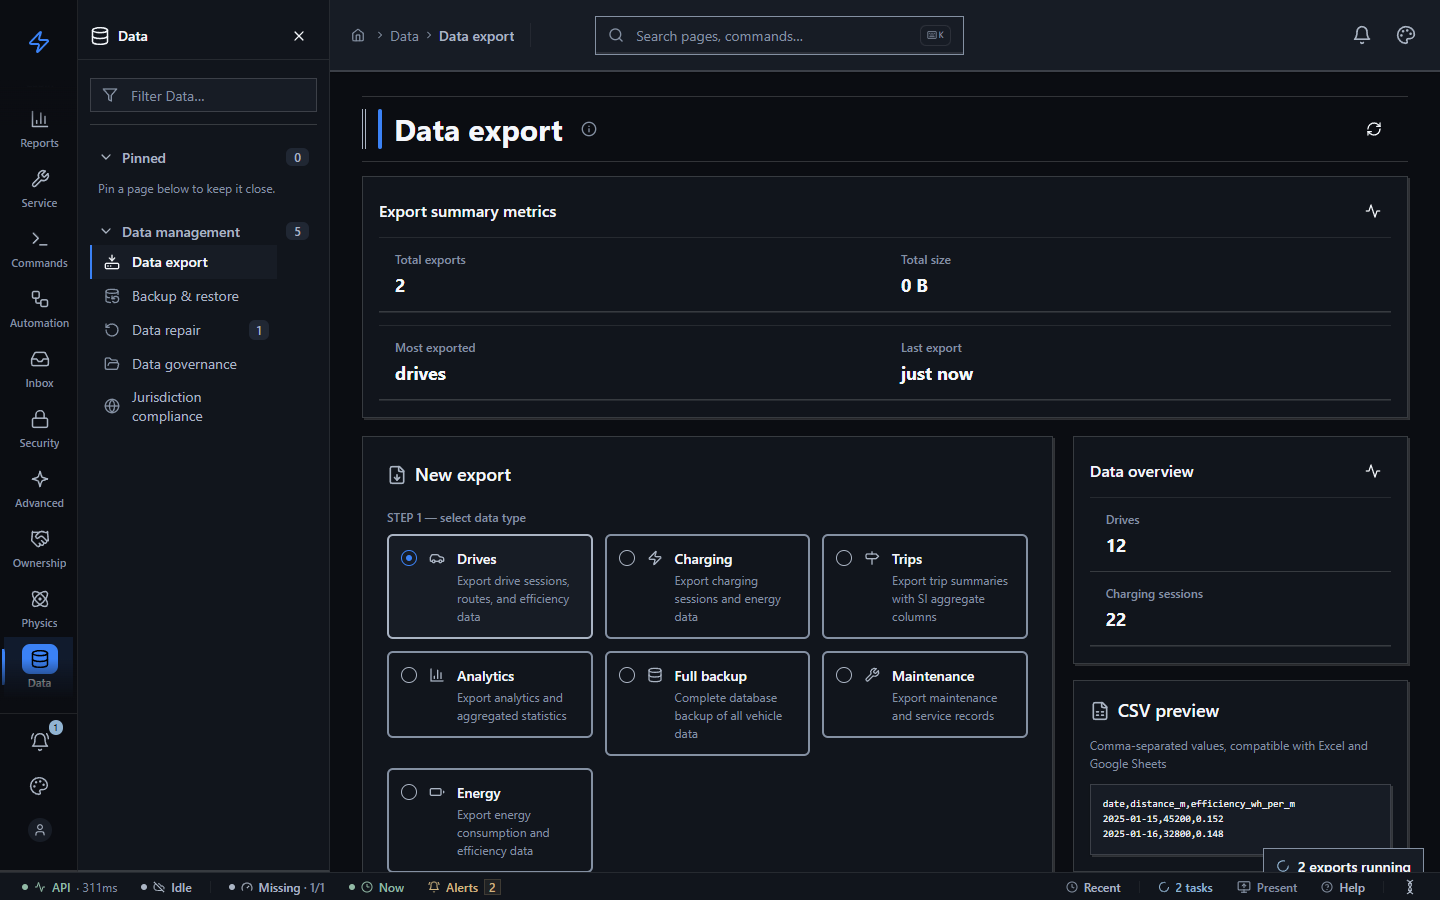 Data
Data
Data export
Search pages, commands...
K
Reports
Service
Commands
Automation
Inbox
Security
Advanced
Ownership
Physics
Data
1
Filter Data...
Pinned
0
Pin a page below to keep it close.
Data management
5
Data export
Backup & restore
Data repair
1
Data governance
Jurisdiction
compliance
Data export
Export summary metrics
Total exports
2
Total size
0 B
Most exported
drives
Last export
just now
New export
STEP 1 — select data type
Drives
Export drive sessions,
routes, and efficiency
data
Charging
Export charging
sessions and energy
data
Trips
Export trip summaries
with SI aggregate
columns
Analytics
Export analytics and
aggregated statistics
Full backup
Complete database
backup of all vehicle
data
Maintenance
Export maintenance
and service records
Energy
Export energy
consumption and
efficiency data
Data overview
Drives
12
Charging sessions
22
CSV preview
Comma-separated values, compatible with Excel and
Google Sheets
date,distance_m,efficiency_wh_per_m
2025-01-15,45200,0.152
2025-01-16,32800,0.148
2 exports running
API · 311ms
Idle
Missing · 1/1
Now
Alerts 2
Recent
2 tasks
Present
Help